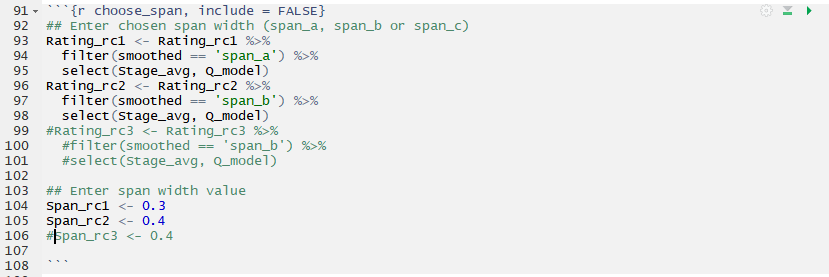 91 ```{r choose_span, include = FALSE}
92 ## Enter chosen span width (span_a, span_b or span_c)
93 Rating_rc1 <- Rating_rc1 %>%
94   filter(smoothed == 'span_a') %>%
95   select(Stage_avg, Q_model)
96 Rating_rc2 <- Rating_rc2 %>%
97   filter(smoothed == 'span_b') %>%
98   select(Stage_avg, Q_model)
99 #Rating_rc3 <- Rating_rc3 %>%
100   #filter(smoothed == 'span_b') %>%
101   #select(Stage_avg, Q_model)
102
103 ## Enter span width value
104 Span_rc1 <- 0.3
105 Span_rc2 <- 0.4
106 #Span_rc3 <- 0.4
107
108 ```